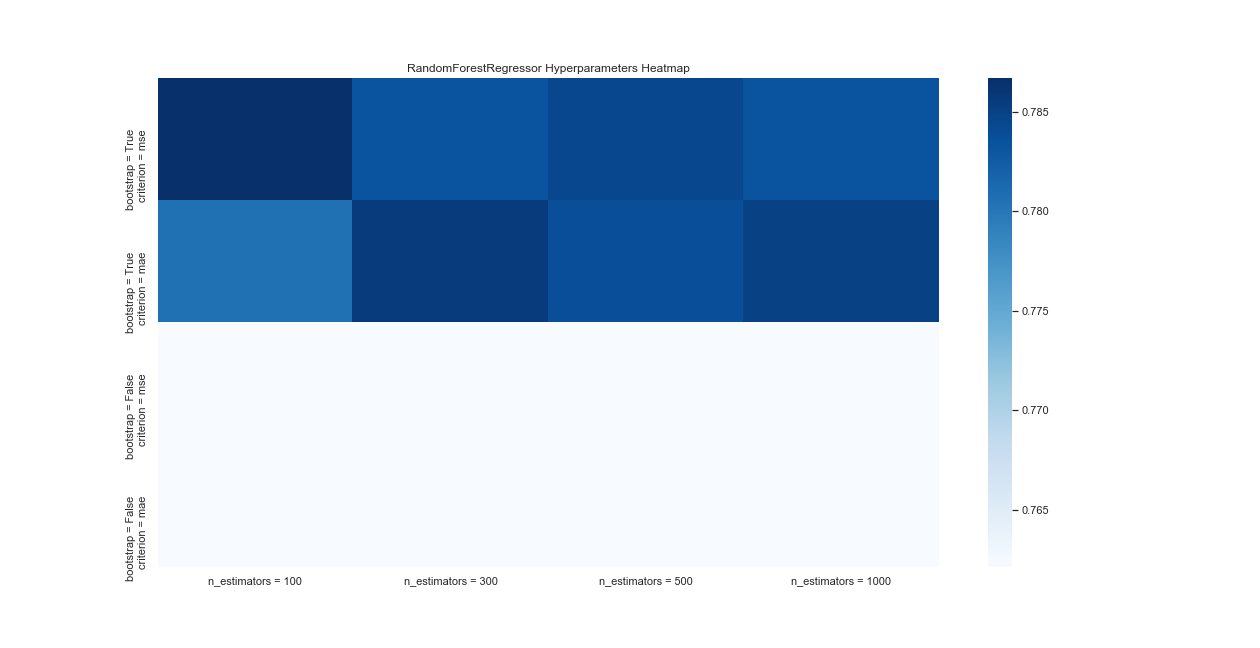 RandomForestRegressor Hyperparameters Heatmap
bootstrap = True
criterion = mse
bootstrap = True
criterion = mae
bootstrap = False
criterion = mse
bootstrap = False
criterion = mae
n_estimators = 100
n_estimators = 300
n_estimators = 500
n_estimators = 1000
0.785
0.780
0.775
0.770
0.765